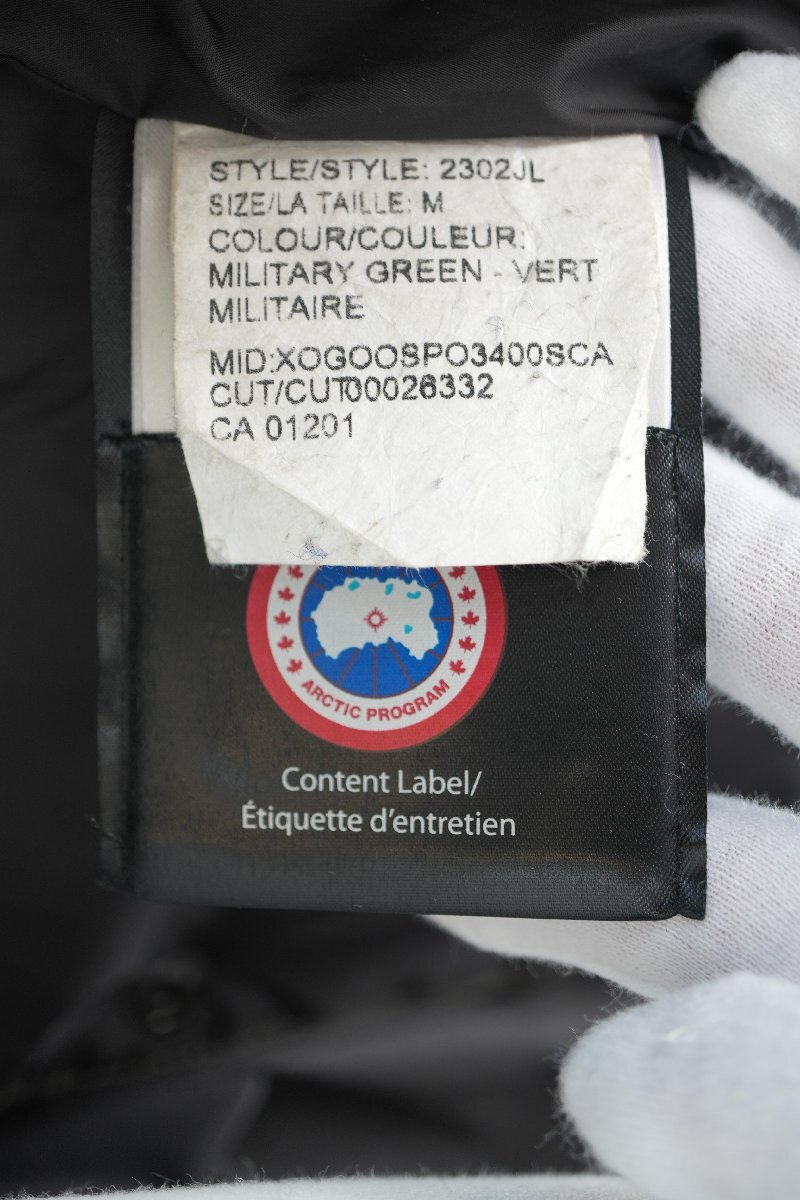 STYLE/STYLE: 2302JL
SIZE/LA TAILLE: M
COLOUR/COULEUR:
MILITARY GREEN - VERT
MILITAIRE
MID:XOGOOSPO3400SCA
CUT/CUT00026332
CA 01201
ARCTIC PROGRAM
Content Label/
Étiquette d'entretien